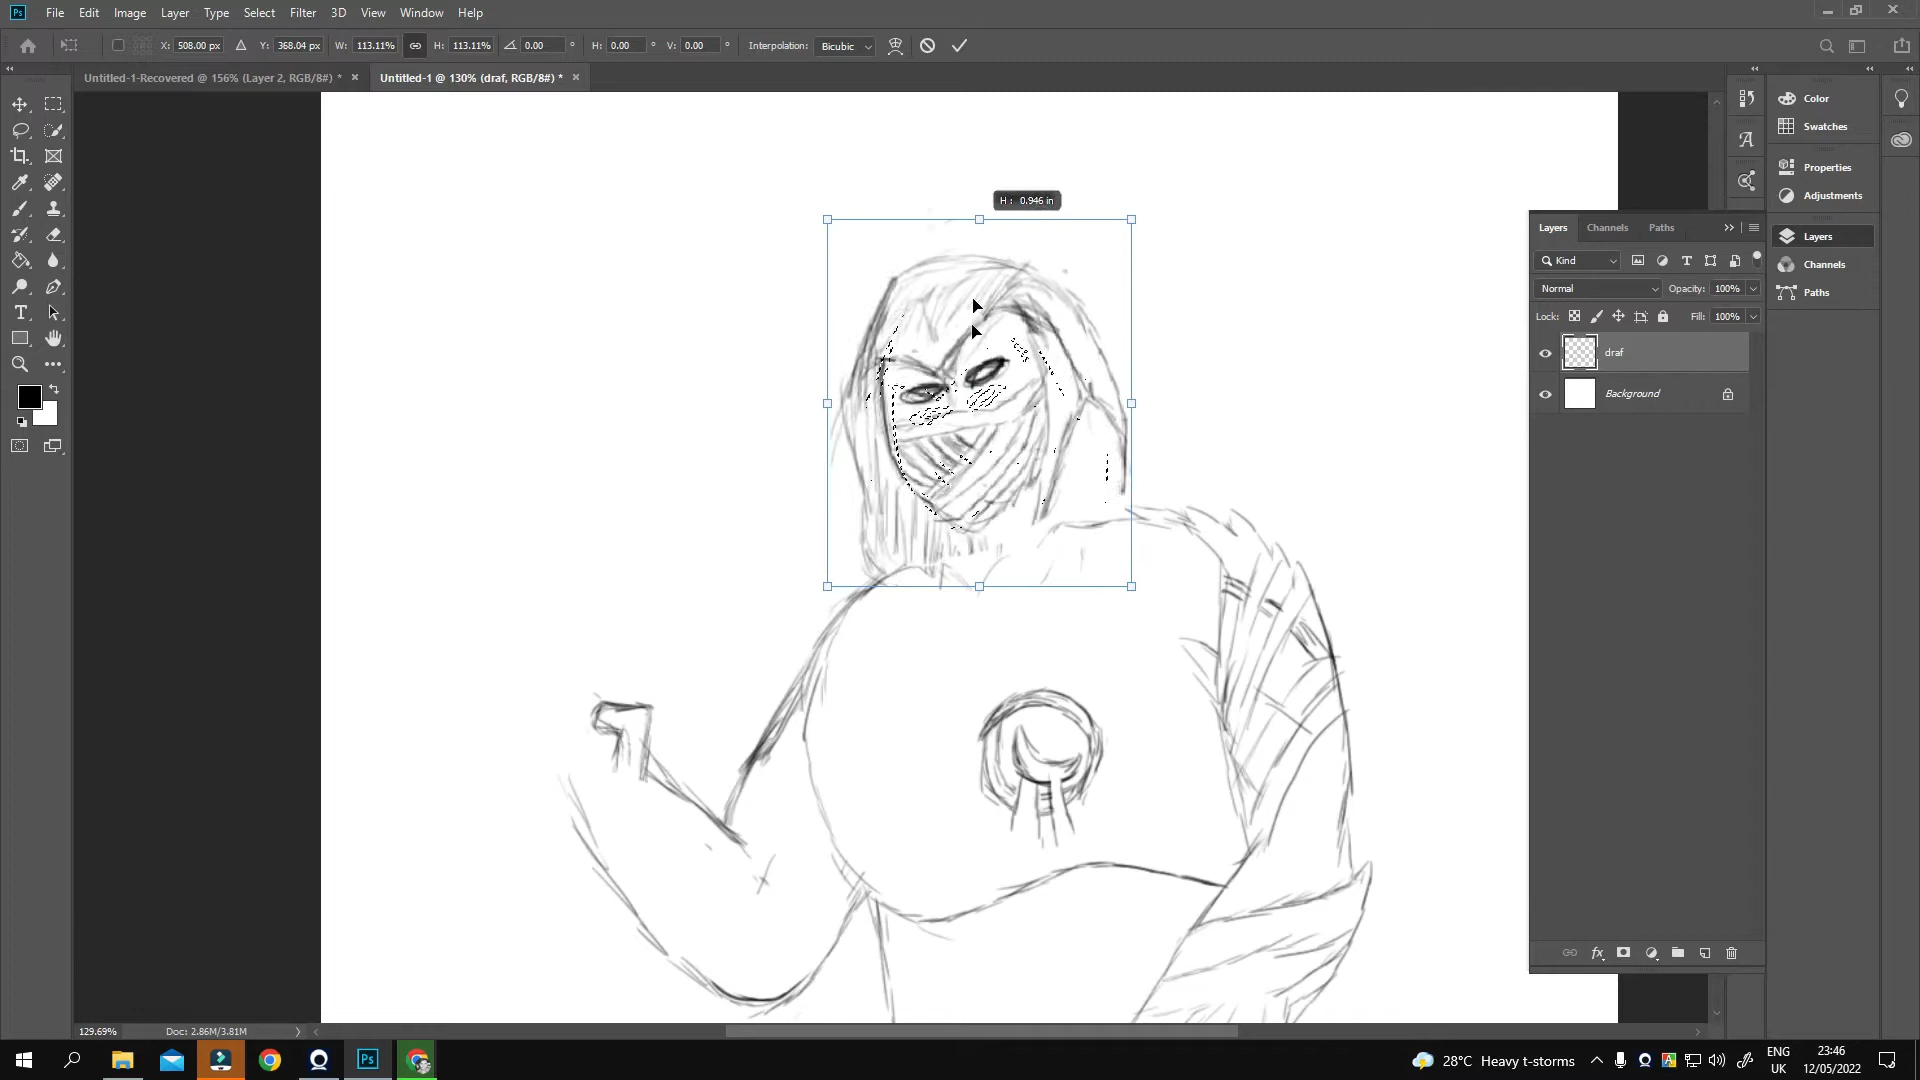 Ps File Edit Image Layer Type Select Filter 3D View Window Help
X: 508.00 px Y: 368.04 px W: 113.11% H: 113.11% 0.00 ° H: 0.00 ° V: 0.00 ° Interpolation: Bicubic
Untitled-1-Recovered @ 156% (Layer 2, RGB/8#) * × Untitled-1 @ 130% (draf, RGB/8#) * ×
Color
Swatches
Properties
Adjustments
Layers
Channels
Paths
H : 0.946 in
Layers Channels Paths
Kind
Normal Opacity: 100%
Lock: Fill: 100%
draf
Background
129.69% Doc: 2.86M/3.81M
Ps 28°C Heavy t-storms ENG UK 23:46 12/05/2022